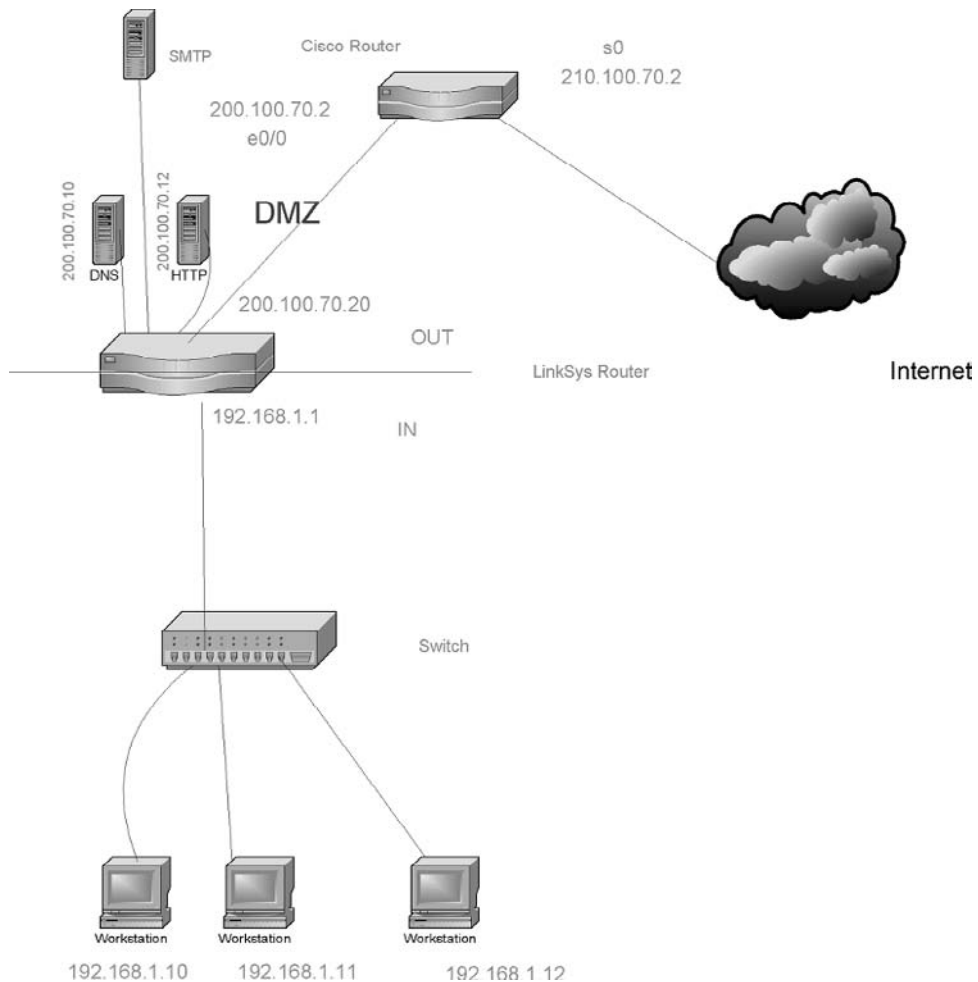 Cisco Router
s0
210.100.70.2
SMTP
200.100.70.2
e0/0
200.100.70.10
200.100.70.12
DMZ
DNS
HTTP
200.100.70.20
OUT
LinkSys Router
Internet
192.168.1.1
IN
Switch
Workstation
Workstation
Workstation
192.168.1.10
192.168.1.11
192.168.1.12